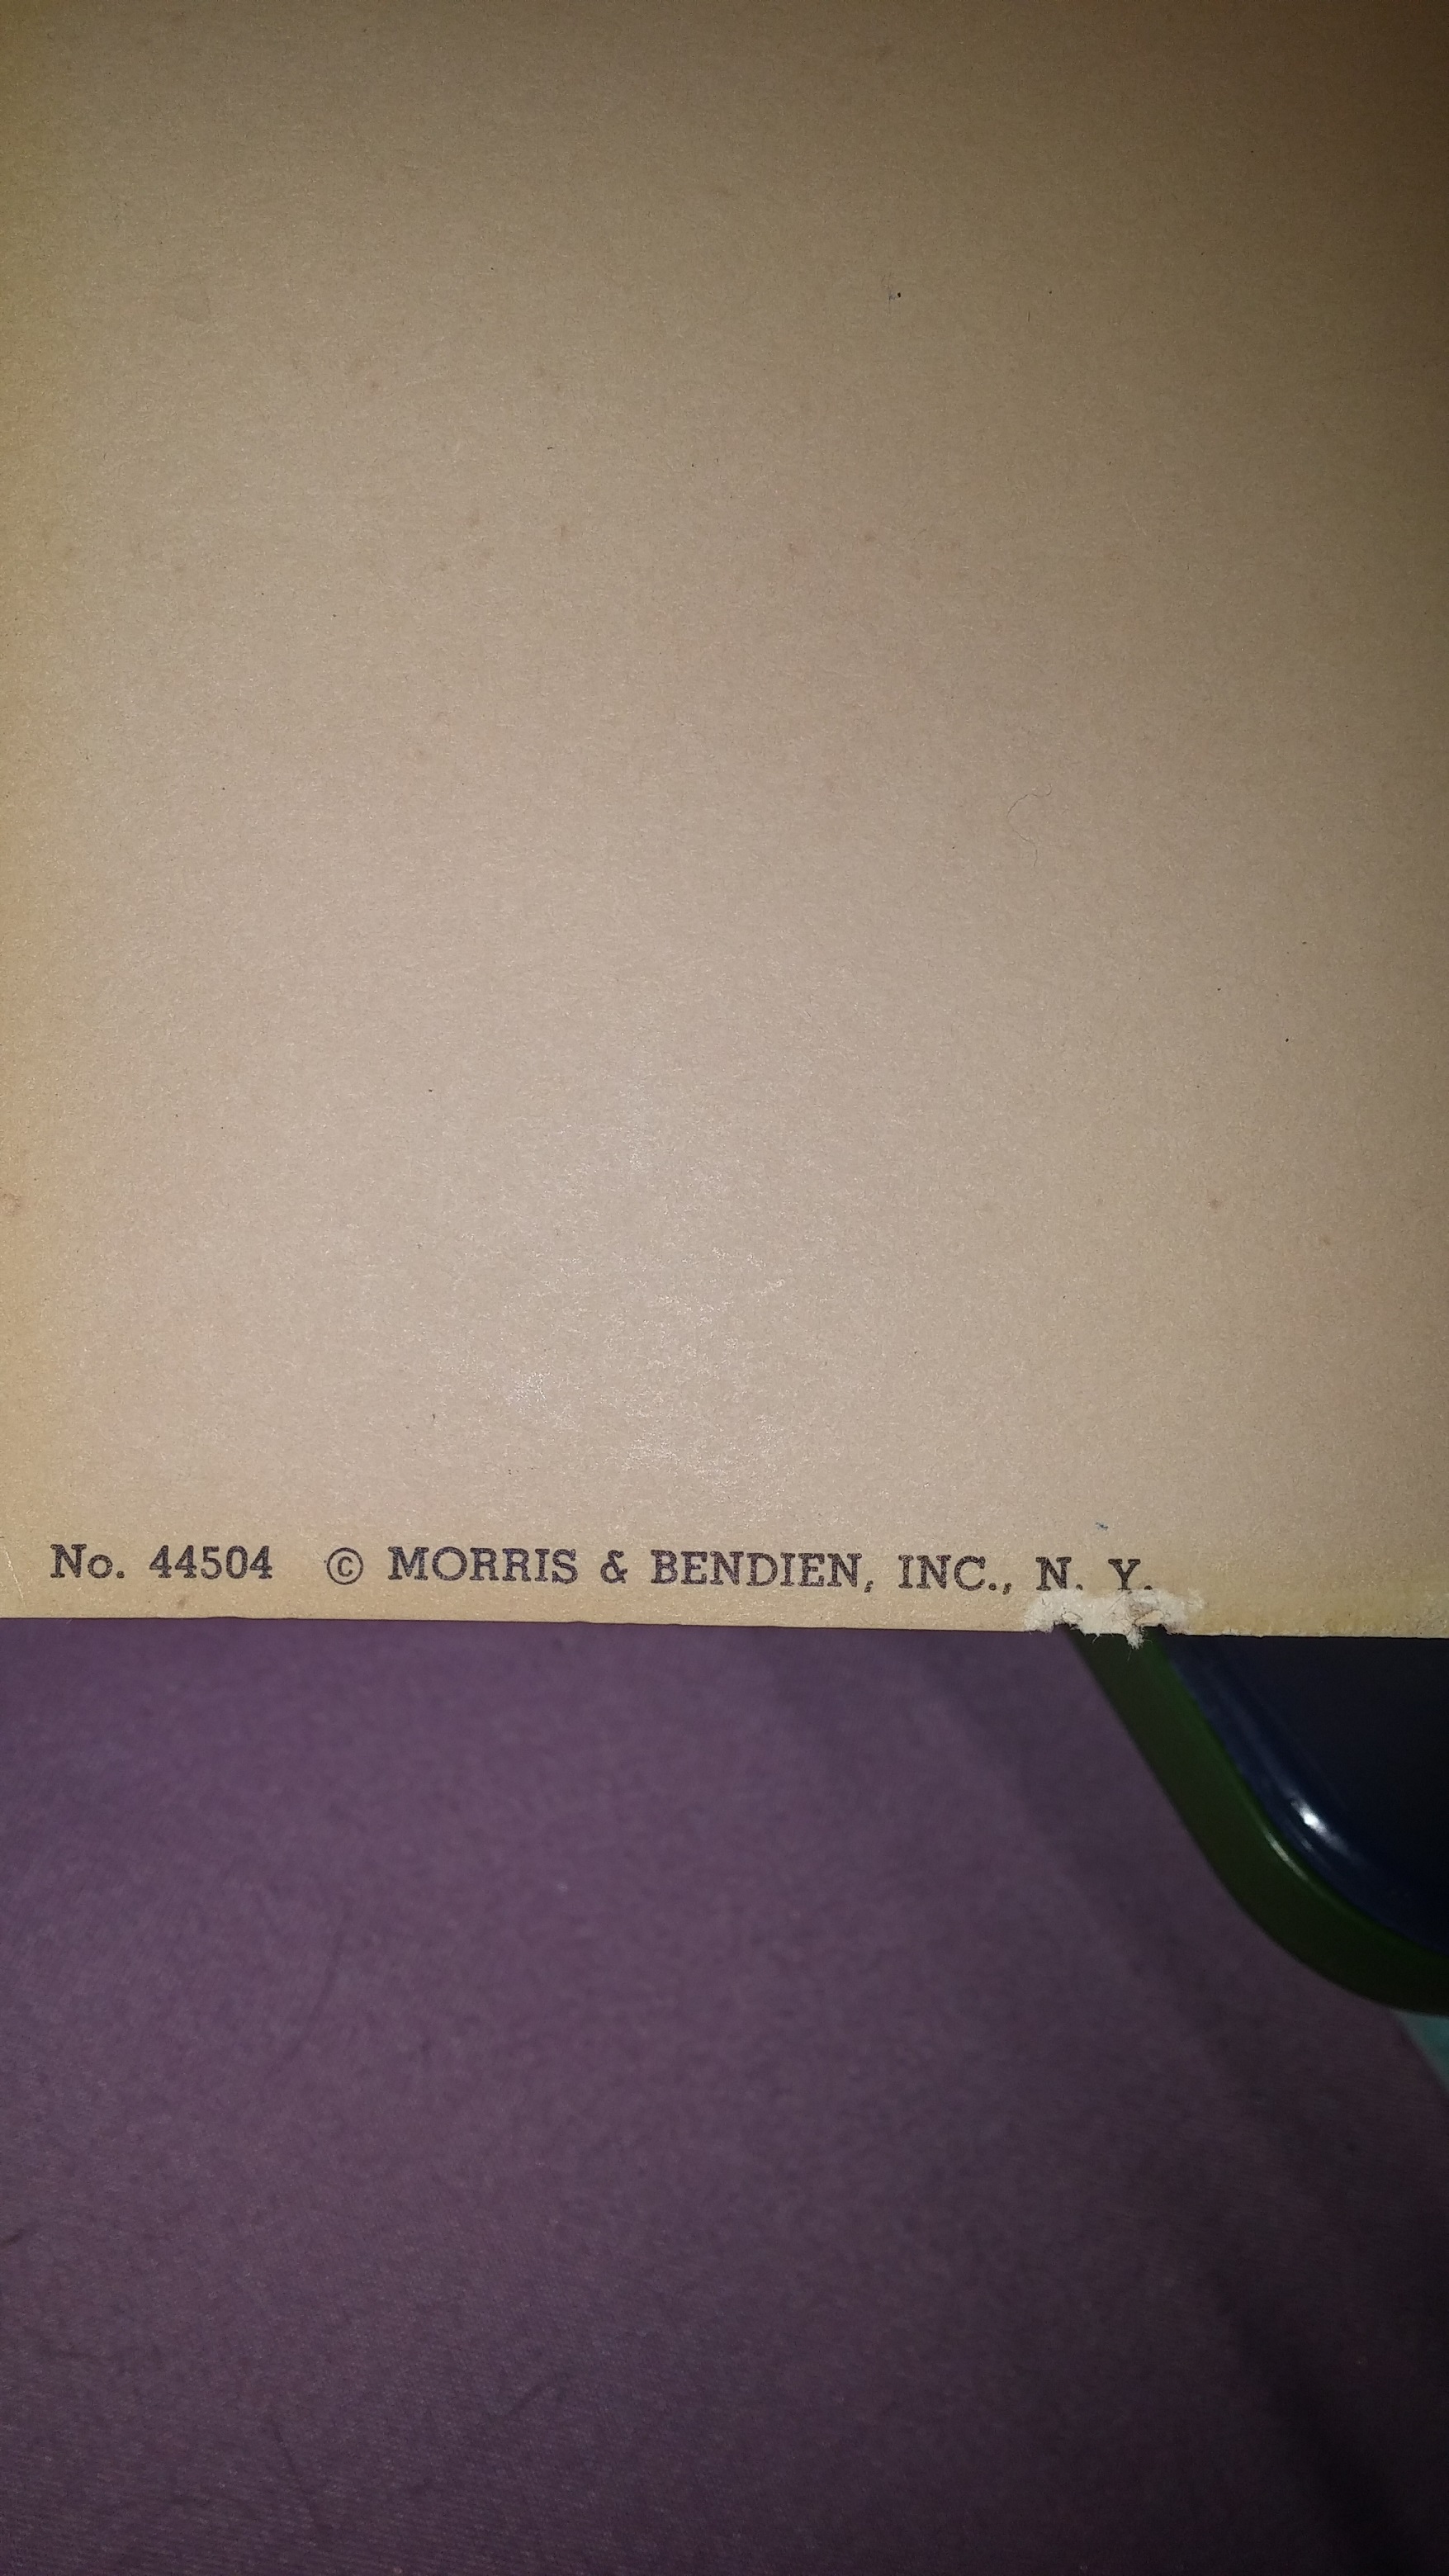 No. 44504 © MORRIS & BENDIEN, INC., N. Y.